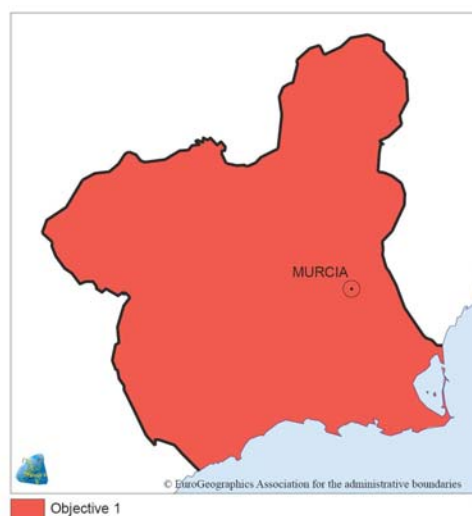 MURCIA
© EuroGeographics Association for the administrative boundaries
Objective 1